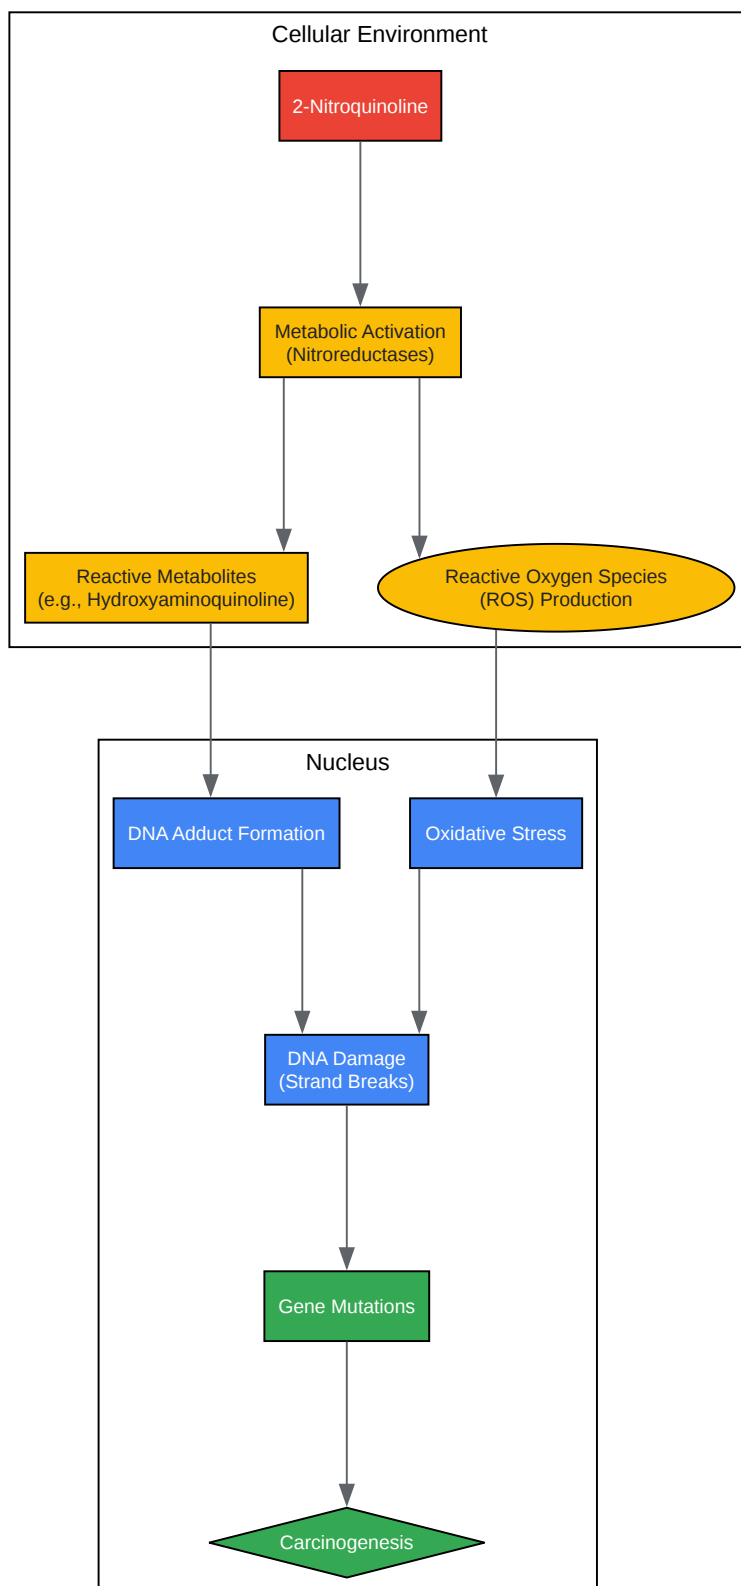 Cellular Environment
2-Nitroquinoline
Metabolic Activation
(Nitroreductases)
Reactive Metabolites
(e.g., Hydroxyaminoquinoline)
Reactive Oxygen Species
(ROS) Production
Nucleus
DNA Adduct Formation
Oxidative Stress
DNA Damage
(Strand Breaks)
Gene Mutations
Carcinogenesis